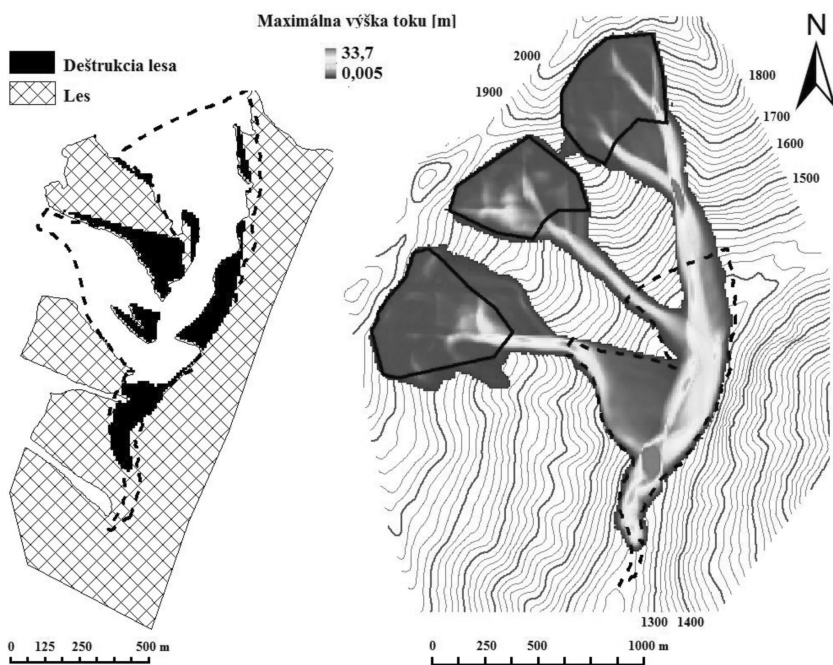 Maximálna výška toku [m]
33,7
0,005
Deštrukcia lesa
Les
N
2000
1900
1800
1700
1600
1500
1300 1400
0 125 250 500 m
0 250 500 1000 m